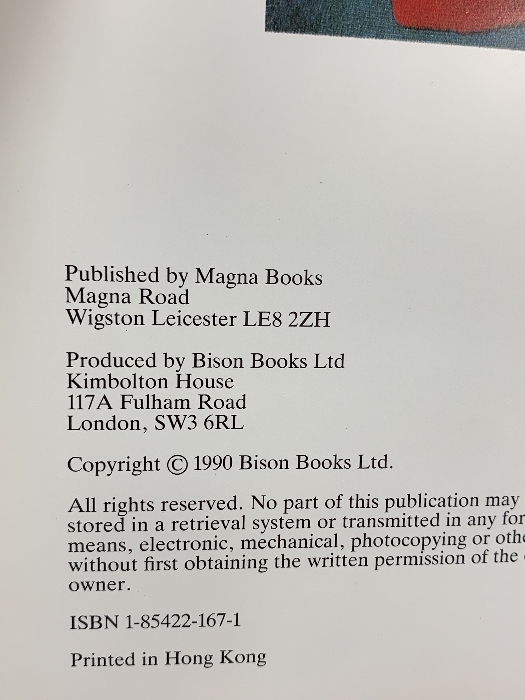 Published by Magna Books
Magna Road
Wigston Leicester LE8 2ZH
Produced by Bison Books Ltd
Kimbolton House
117A Fulham Road
London, SW3 6RL
Copyright © 1990 Bison Books Ltd.
All rights reserved. No part of this publication may
stored in a retrieval system or transmitted in any for
means, electronic, mechanical, photocopying or othe
without first obtaining the written permission of the
owner.
ISBN 1-85422-167-1
Printed in Hong Kong